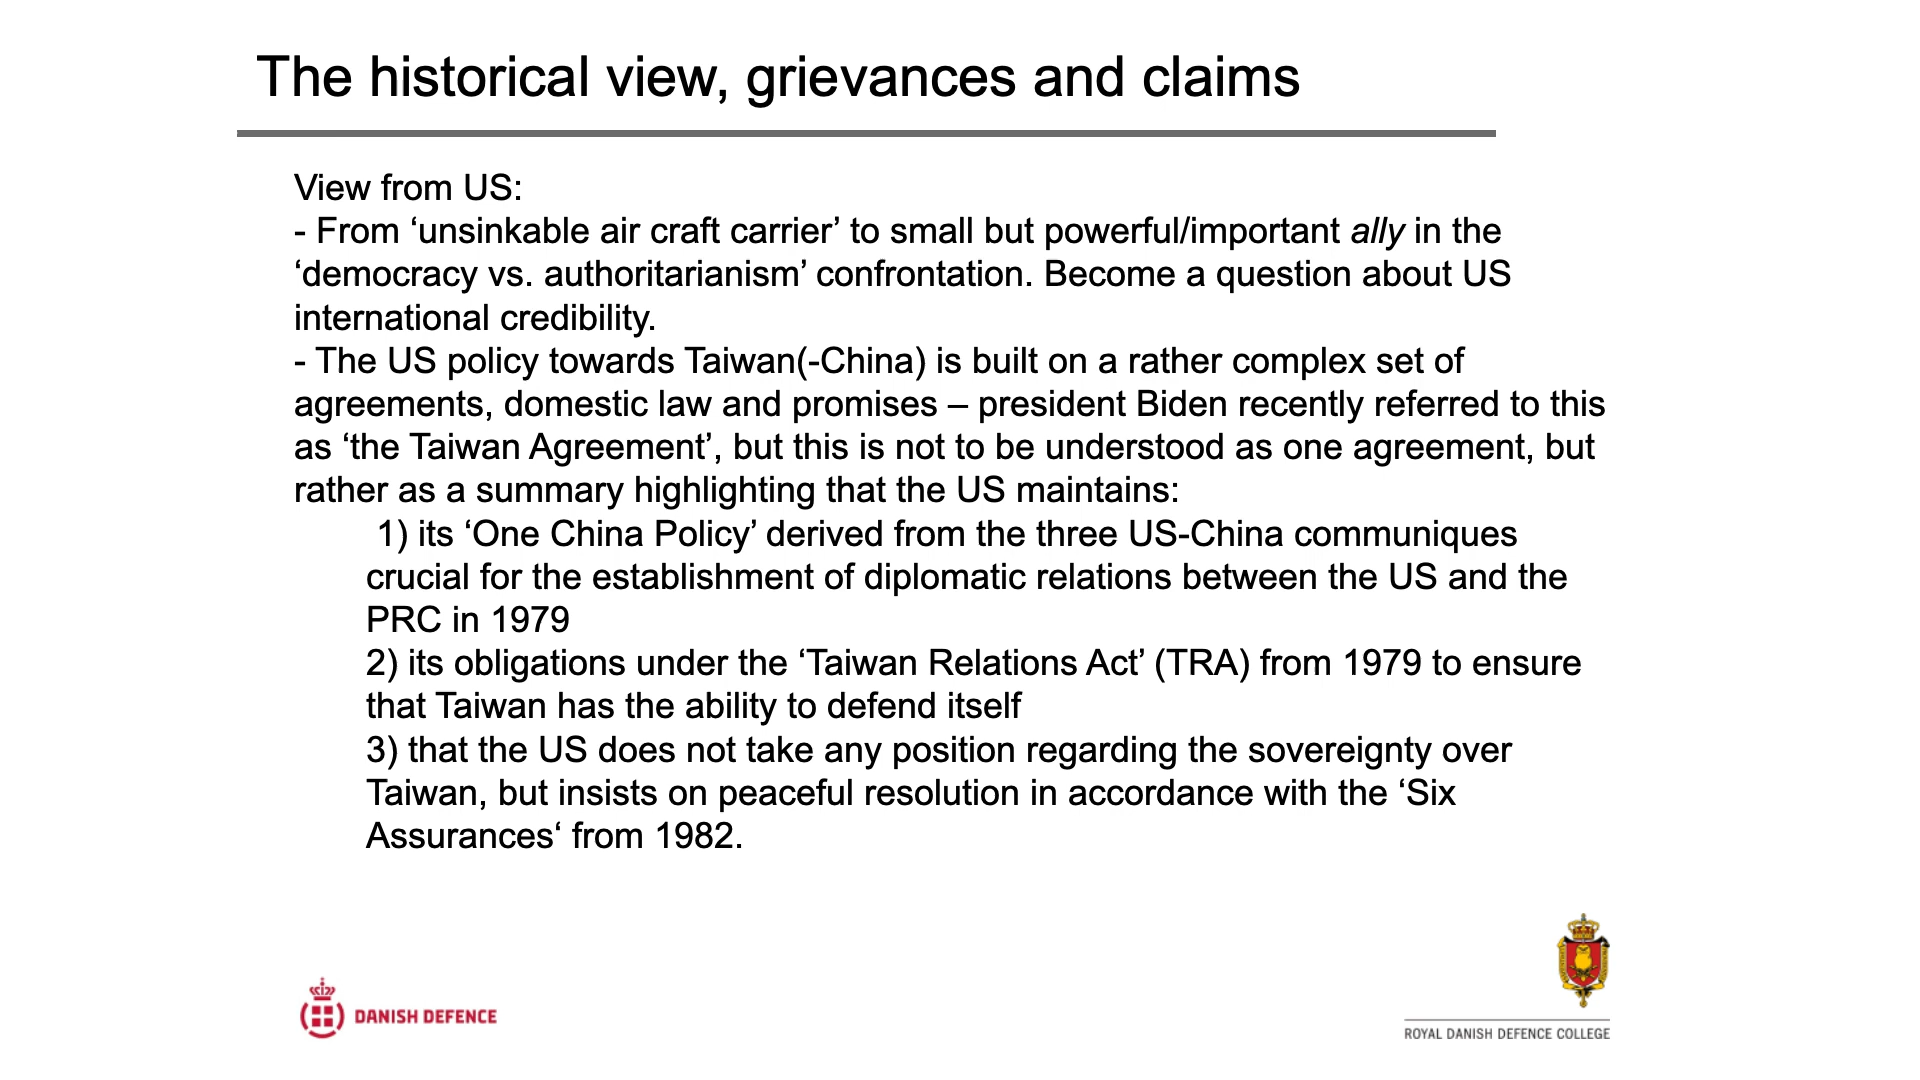 The historical view, grievances and claims
View from US:
- From ‘unsinkable air craft carrier’ to small but powerful/important ally in the
‘democracy vs. authoritarianism’ confrontation. Become a question about US
international credibility.
- The US policy towards Taiwan(-China) is built on a rather complex set of
agreements, domestic law and promises – president Biden recently referred to this
as ‘the Taiwan Agreement’, but this is not to be understood as one agreement, but
rather as a summary highlighting that the US maintains:
1) its ‘One China Policy’ derived from the three US-China communiques
crucial for the establishment of diplomatic relations between the US and the
PRC in 1979
2) its obligations under the ‘Taiwan Relations Act’ (TRA) from 1979 to ensure
that Taiwan has the ability to defend itself
3) that the US does not take any position regarding the sovereignty over
Taiwan, but insists on peaceful resolution in accordance with the ‘Six
Assurances‘ from 1982.
DANISH DEFENCE
ROYAL DANISH DEFENCE COLLEGE